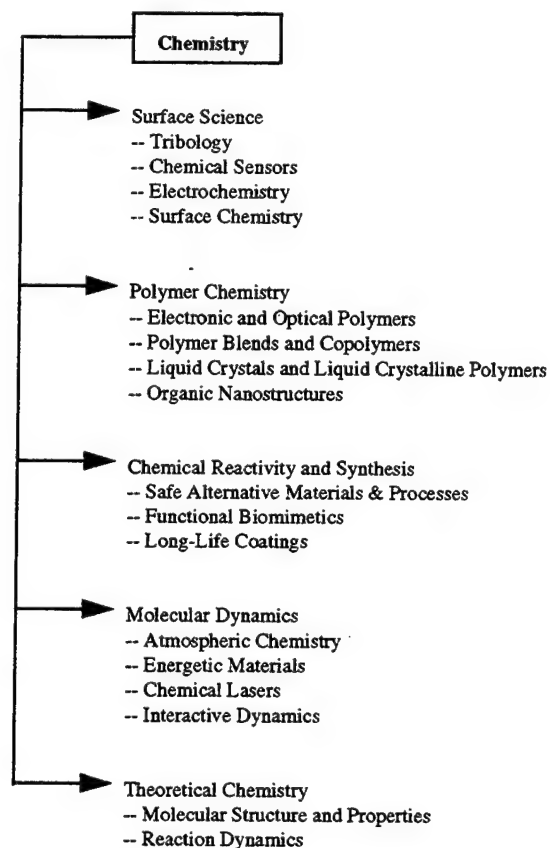 Chemistry
Surface Science
-- Tribology
-- Chemical Sensors
-- Electrochemistry
-- Surface Chemistry
Polymer Chemistry
-- Electronic and Optical Polymers
-- Polymer Blends and Copolymers
-- Liquid Crystals and Liquid Crystalline Polymers
-- Organic Nanostructures
Chemical Reactivity and Synthesis
-- Safe Alternative Materials & Processes
-- Functional Biomimetics
-- Long-Life Coatings
Molecular Dynamics
-- Atmospheric Chemistry
-- Energetic Materials
-- Chemical Lasers
-- Interactive Dynamics
Theoretical Chemistry
-- Molecular Structure and Properties
-- Reaction Dynamics